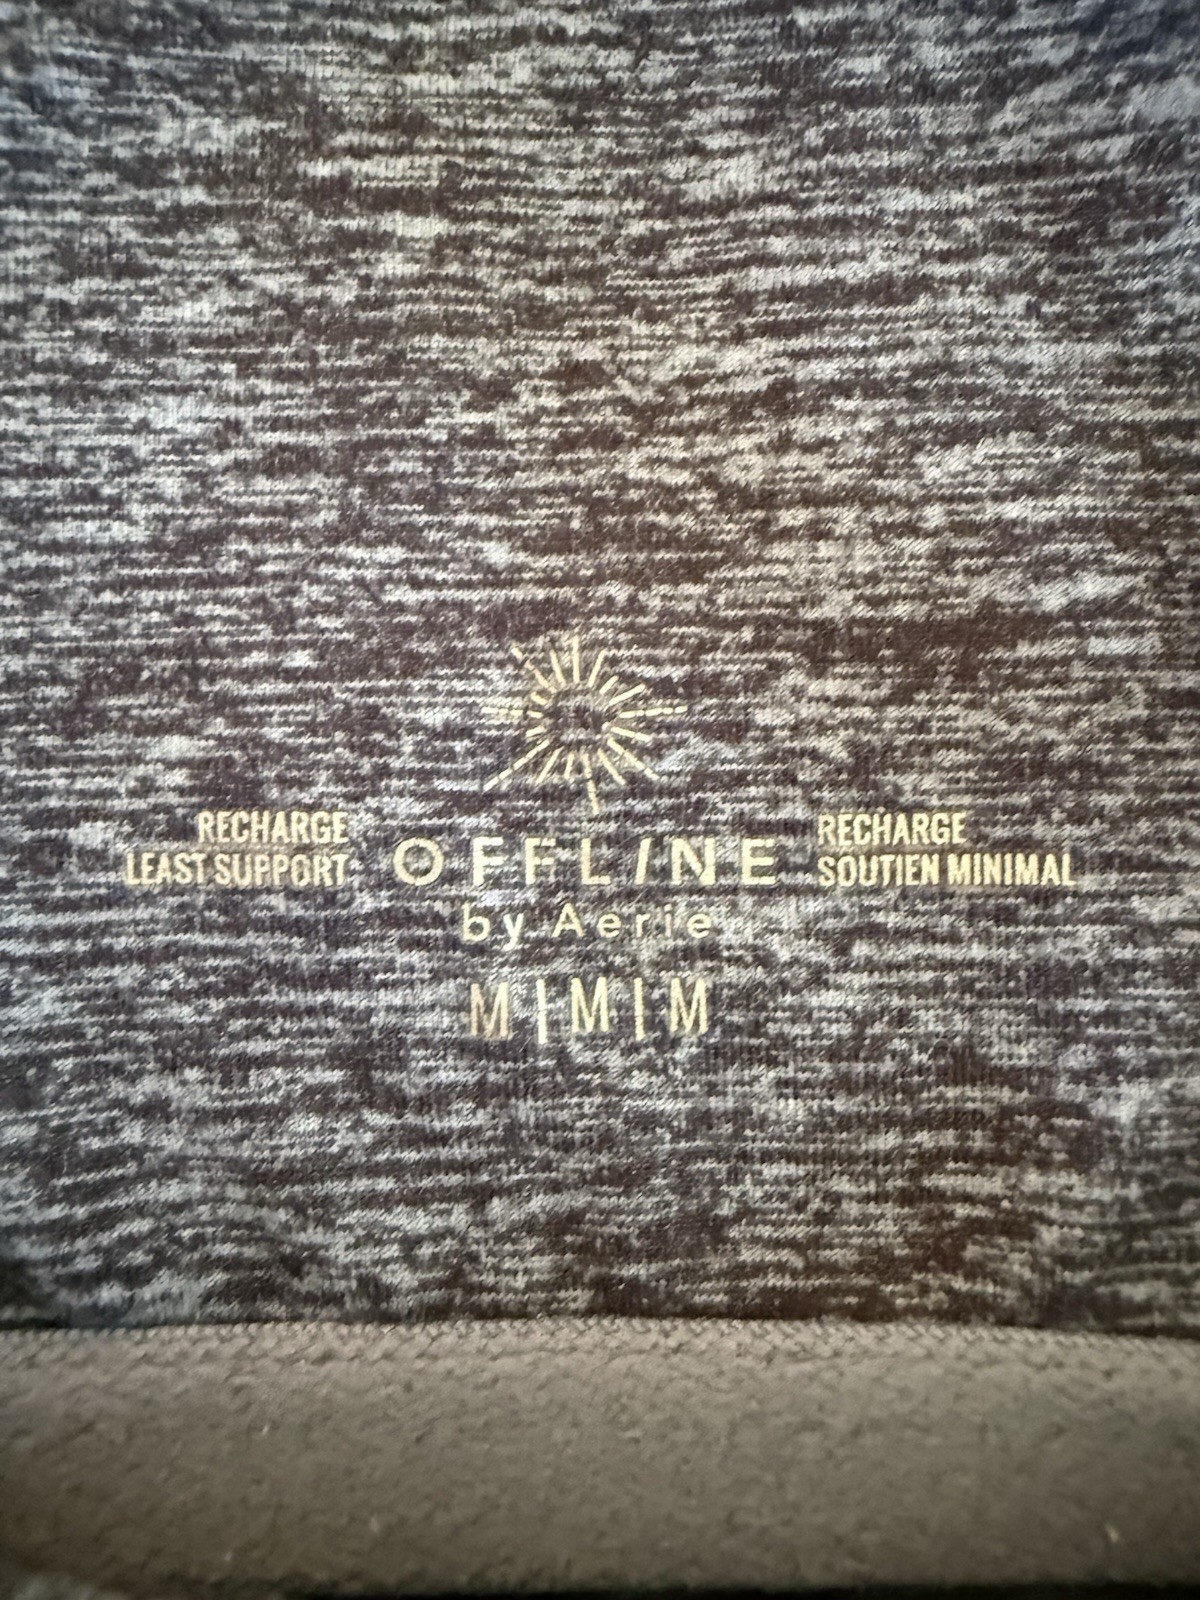 RECHARGE
LEAST SUPPORT
OFFLINE
by Aerie
M|M|M
RECHARGE
SOUTIEN MINIMAL